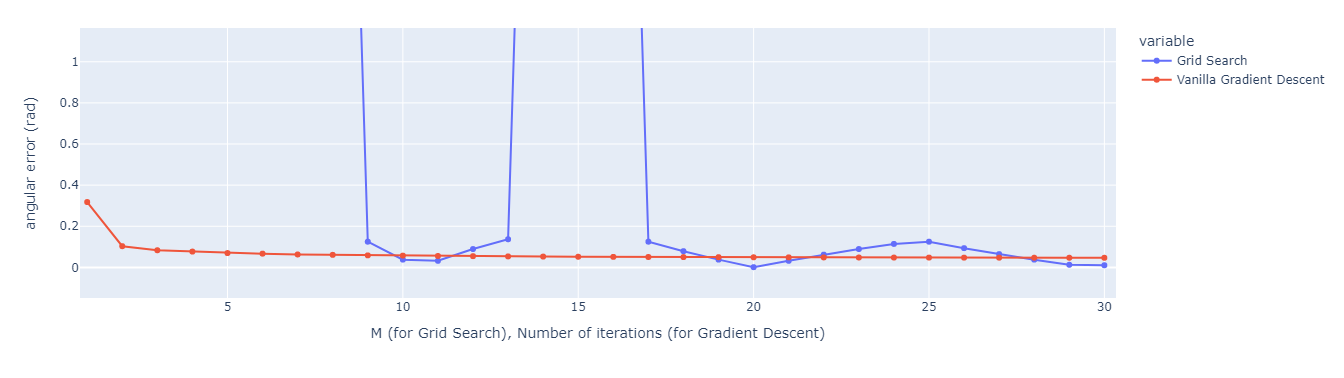 variable
Grid Search
Vanilla Gradient Descent
angular error (rad)
1
0.8
0.6
0.4
0.2
0
5
10
15
20
25
30
M (for Grid Search), Number of iterations (for Gradient Descent)